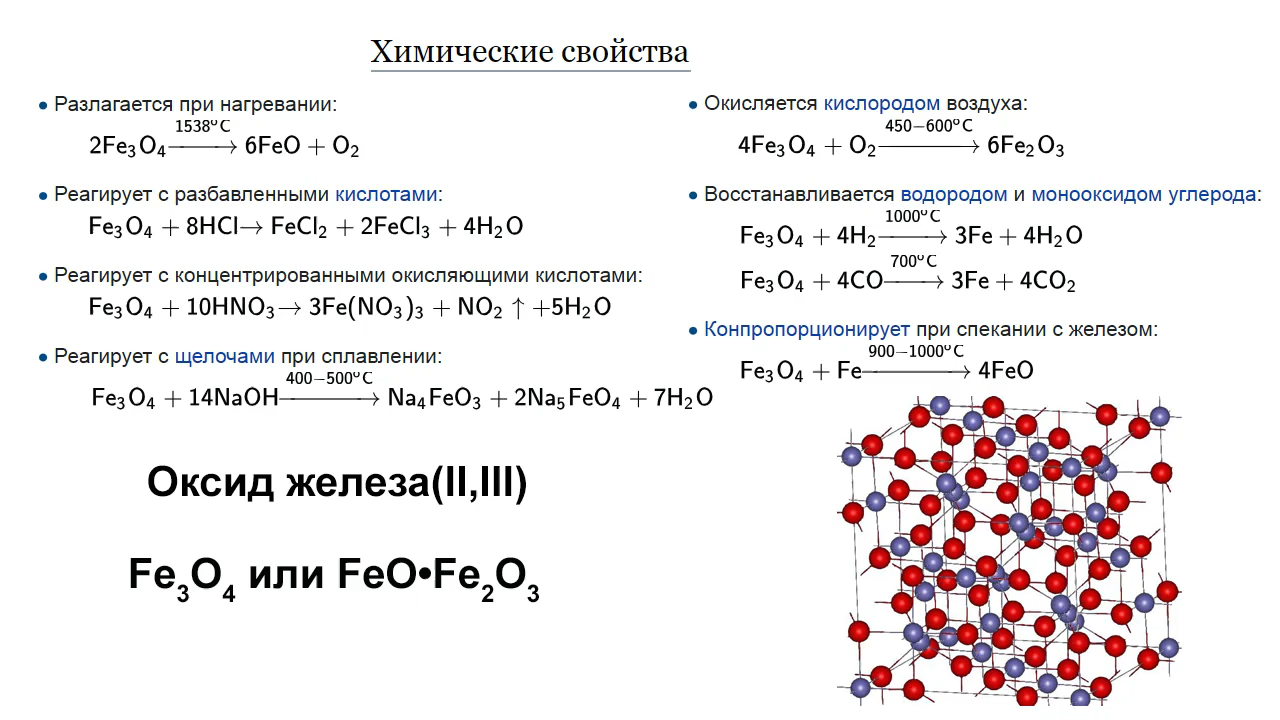 Химические свойства
• Разлагается при нагревании:
2Fe₃O₄ —1538°C→ 6FeO + O₂
• Реагирует с разбавленными кислотами:
Fe₃O₄ + 8HCl→ FeCl₂ + 2FeCl₃ + 4H₂O
• Реагирует с концентрированными окисляющими кислотами:
Fe₃O₄ + 10HNO₃→ 3Fe(NO₃)₃ + NO₂ ↑ +5H₂O
• Реагирует с щелочами при сплавлении:
Fe₃O₄ + 14NaOH —400−500°C→ Na₄FeO₃ + 2Na₅FeO₄ + 7H₂O
Оксид железа(II,III)
Fe₃O₄ или FeO•Fe₂O₃
• Окисляется кислородом воздуха:
4Fe₃O₄ + O₂ —450−600°C→ 6Fe₂O₃
• Восстанавливается водородом и монооксидом углерода:
Fe₃O₄ + 4H₂ —1000°C→ 3Fe + 4H₂O
Fe₃O₄ + 4CO —700°C→ 3Fe + 4CO₂
• Конпропорционирует при спекании с железом:
Fe₃O₄ + Fe —900−1000°C→ 4FeO